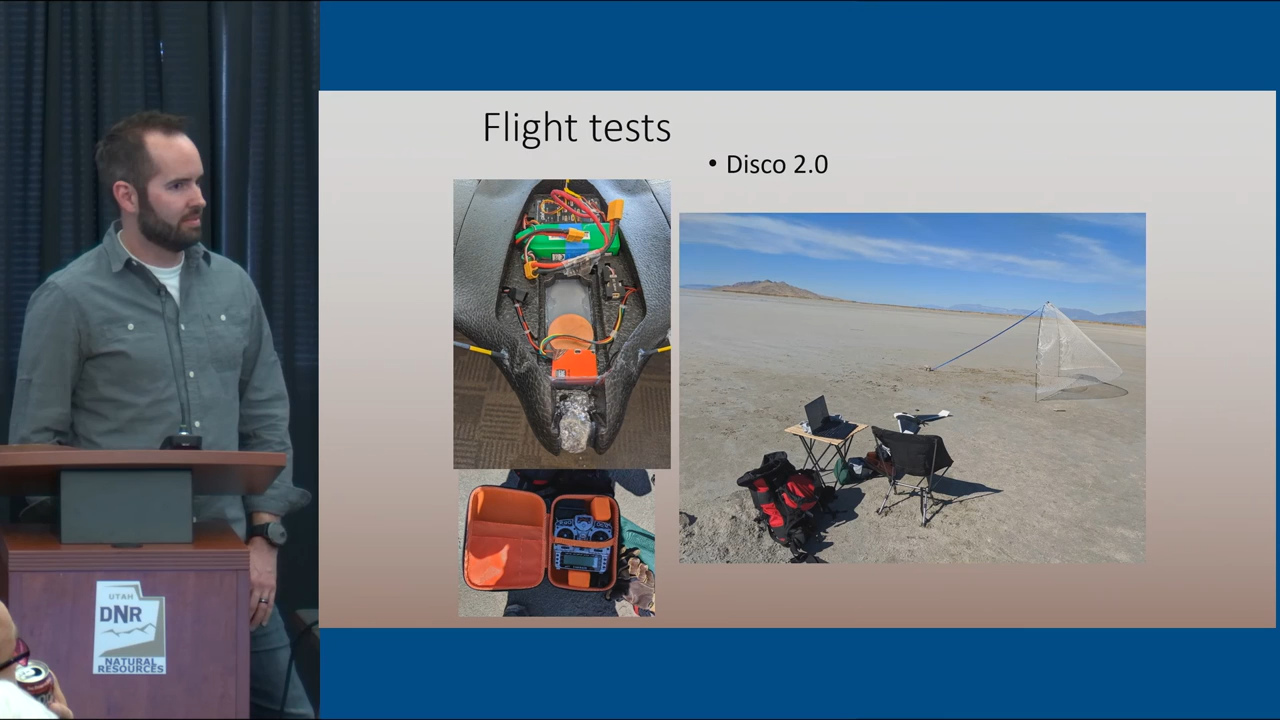 Flight tests
• Disco 2.0
UTAH
DNR
NATURAL
RESOURCES